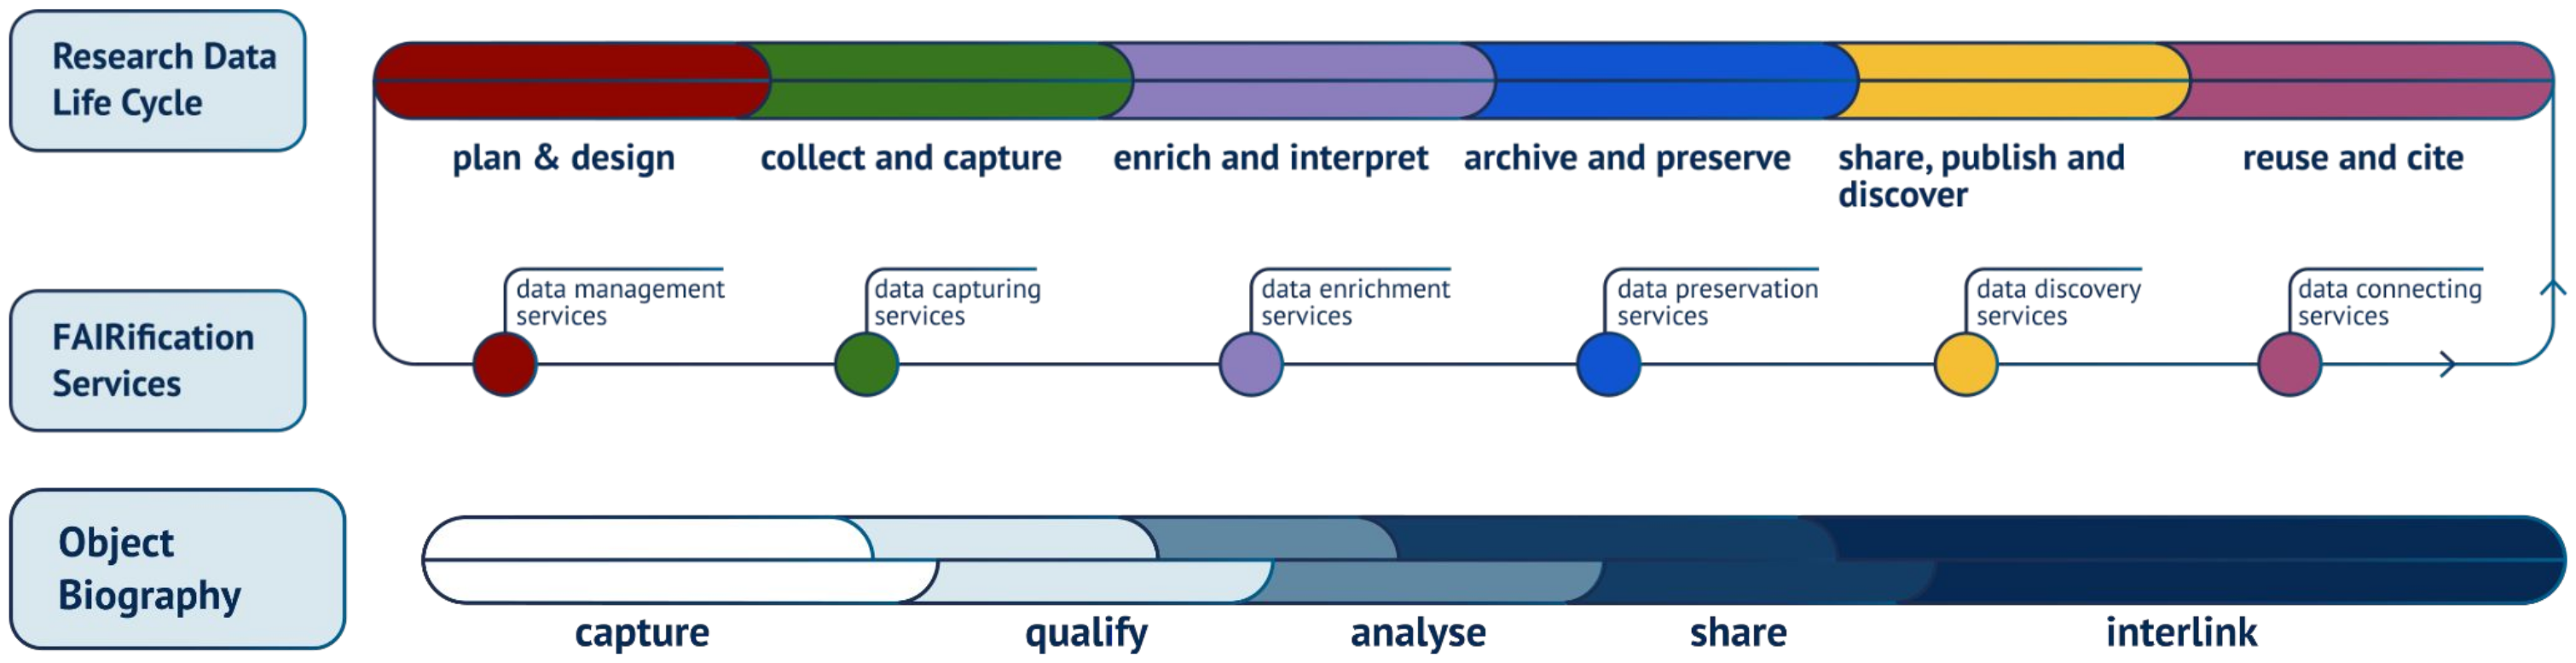 Research Data
Life Cycle
plan & design
collect and capture
enrich and interpret
archive and preserve
share, publish and
discover
reuse and cite
FAIRification
Services
data management
services
data capturing
services
data enrichment
services
data preservation
services
data discovery
services
data connecting
services
Object
Biography
capture
qualify
analyse
share
interlink